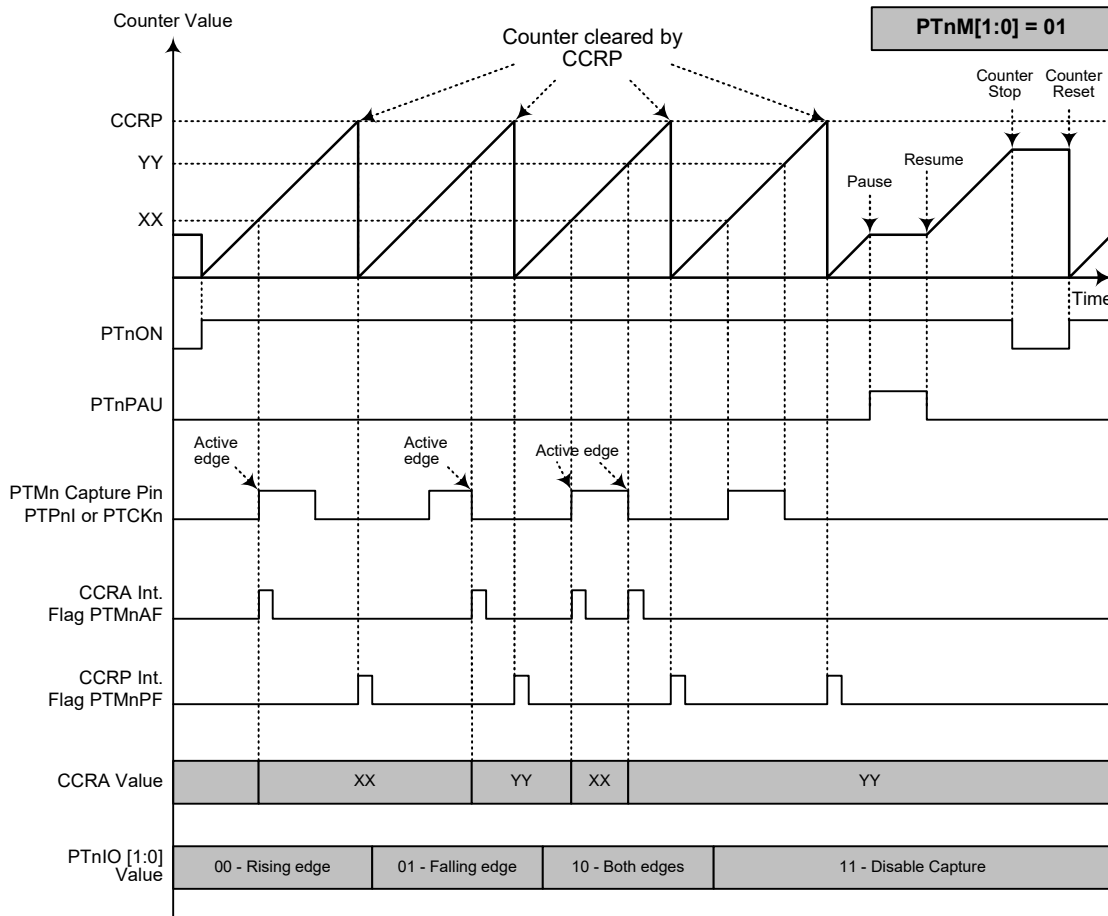 Counter Value
PTnM[1:0] = 01
Counter cleared by
CCRP
Counter
Stop
Counter
Reset
CCRP
YY
XX
Pause
Resume
Time
PTnON
PTnPAU
Active
edge
Active
edge
Active edge
PTMn Capture Pin
PTPnI or PTCKn
CCRA Int.
Flag PTMnAF
CCRP Int.
Flag PTMnPF
CCRA Value
XX
YY
XX
YY
PTnIO [1:0]
Value
00 - Rising edge
01 - Falling edge
10 - Both edges
11 - Disable Capture